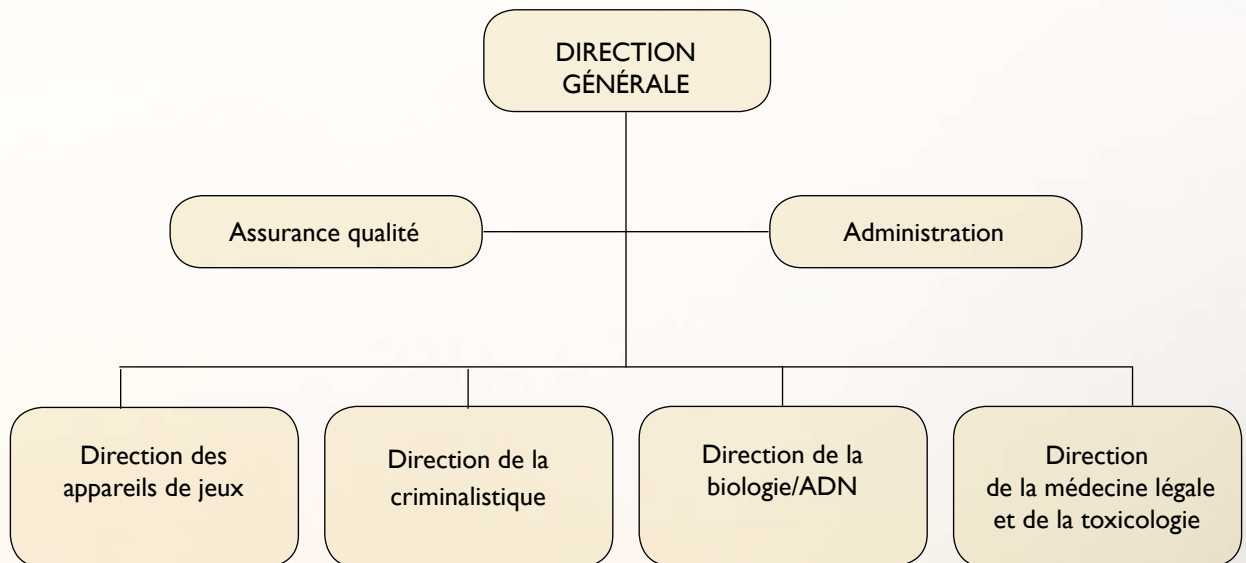 DIRECTION
GÉNÉRALE
Assurance qualité
Administration
Direction des
appareils de jeux
Direction de la
criminalistique
Direction de la
biologie/ADN
Direction
de la médecine légale
et de la toxicologie